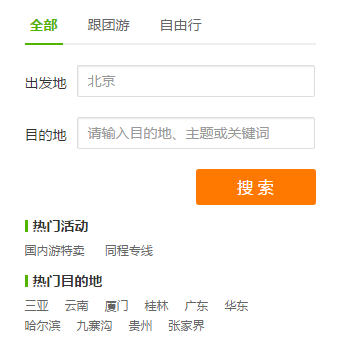 全部 跟团游 自由行
出发地 北京
目的地 请输入目的地、主题或关键词
搜索
热门活动
国内游特卖 同程专线
热门目的地
三亚 云南 厦门 桂林 广东 华东
哈尔滨 九寨沟 贵州 张家界